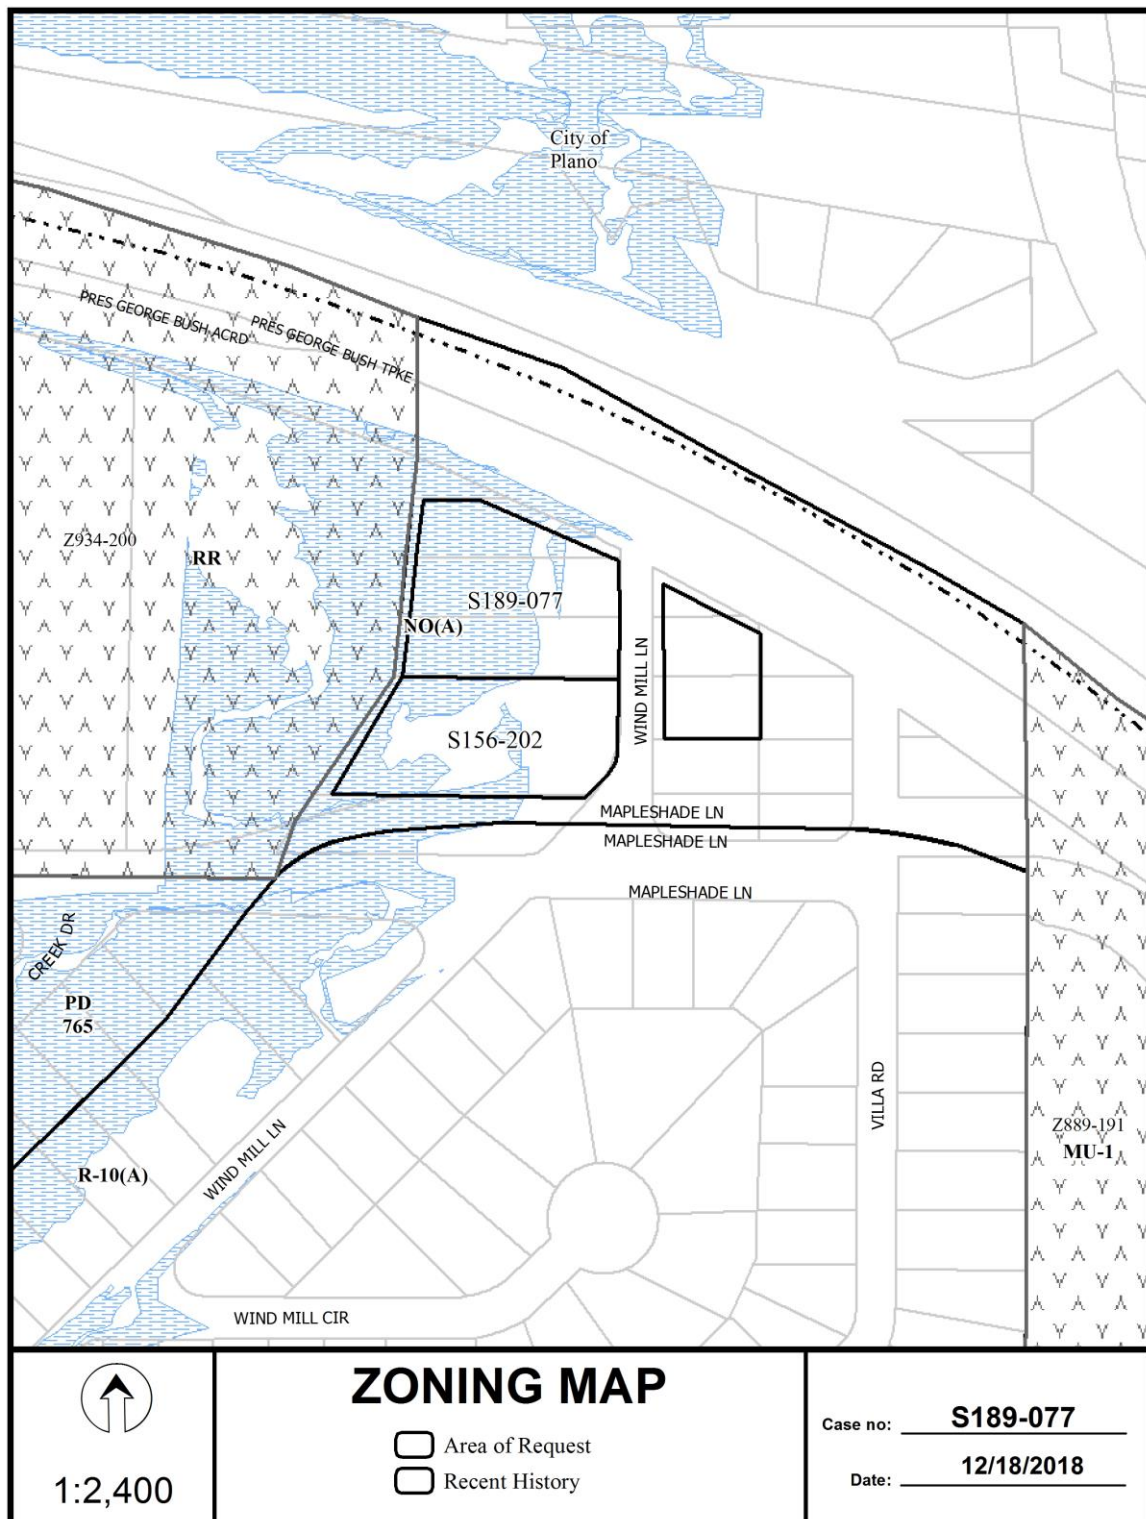 City of
Plano
PRES GEORGE BUSH ACRD
PRES GEORGE BUSH TPKE
Z934-200
RR
S189-077
NO(A)
WIND MILL LN
S156-202
MAPLESHADE LN
MAPLESHADE LN
MAPLESHADE LN
CREEK DR
PD
765
VILLA RD
Z889-191
MU-1
R-10(A)
WIND MILL LN
WIND MILL CIR
1:2,400
ZONING MAP
Area of Request
Recent History
Case no: S189-077
Date: 12/18/2018